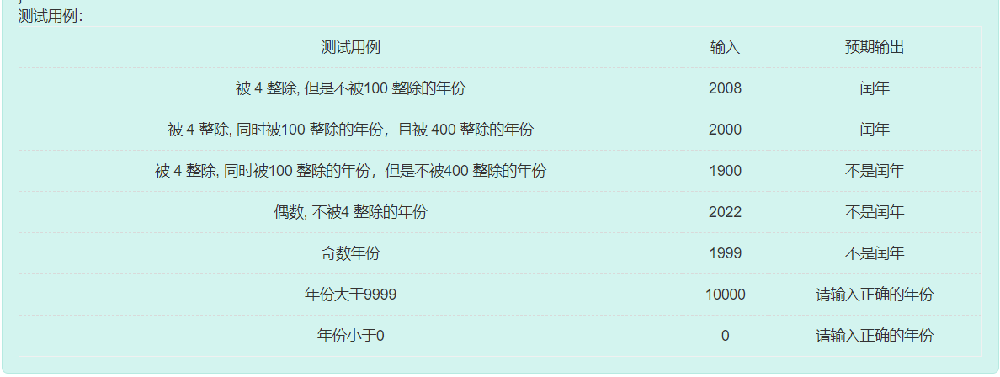 测试用例：
测试用例 输入 预期输出
被 4 整除, 但是不被100 整除的年份 2008 闰年
被 4 整除, 同时被100 整除的年份，且被 400 整除的年份 2000 闰年
被 4 整除, 同时被100 整除的年份，但是不被400 整除的年份 1900 不是闰年
偶数, 不被4 整除的年份 2022 不是闰年
奇数年份 1999 不是闰年
年份大于9999 10000 请输入正确的年份
年份小于0 0 请输入正确的年份